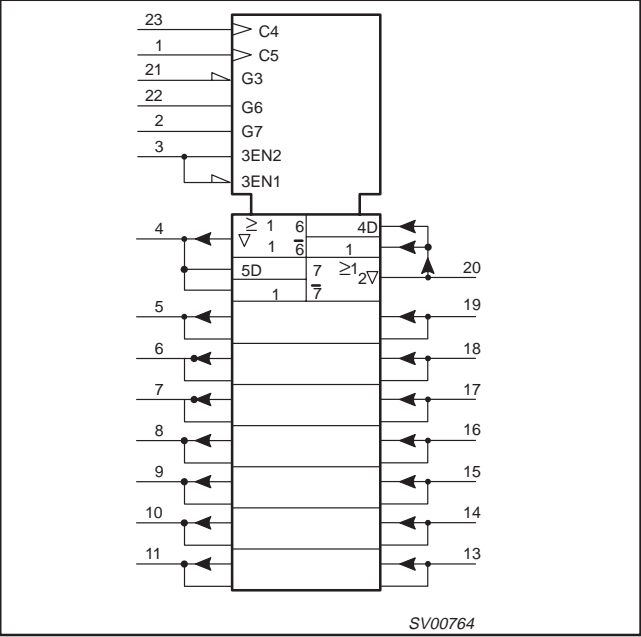 23 C4
1 C5
21 G3
22 G6
2 G7
3 3EN2
3EN1
4 ≥ 1 6 4D
▽ 1 6̅ 1
5D 7 ≥1 2▽ 20
1 7̅
5 19
6 18
7 17
8 16
9 15
10 14
11 13
SV00764